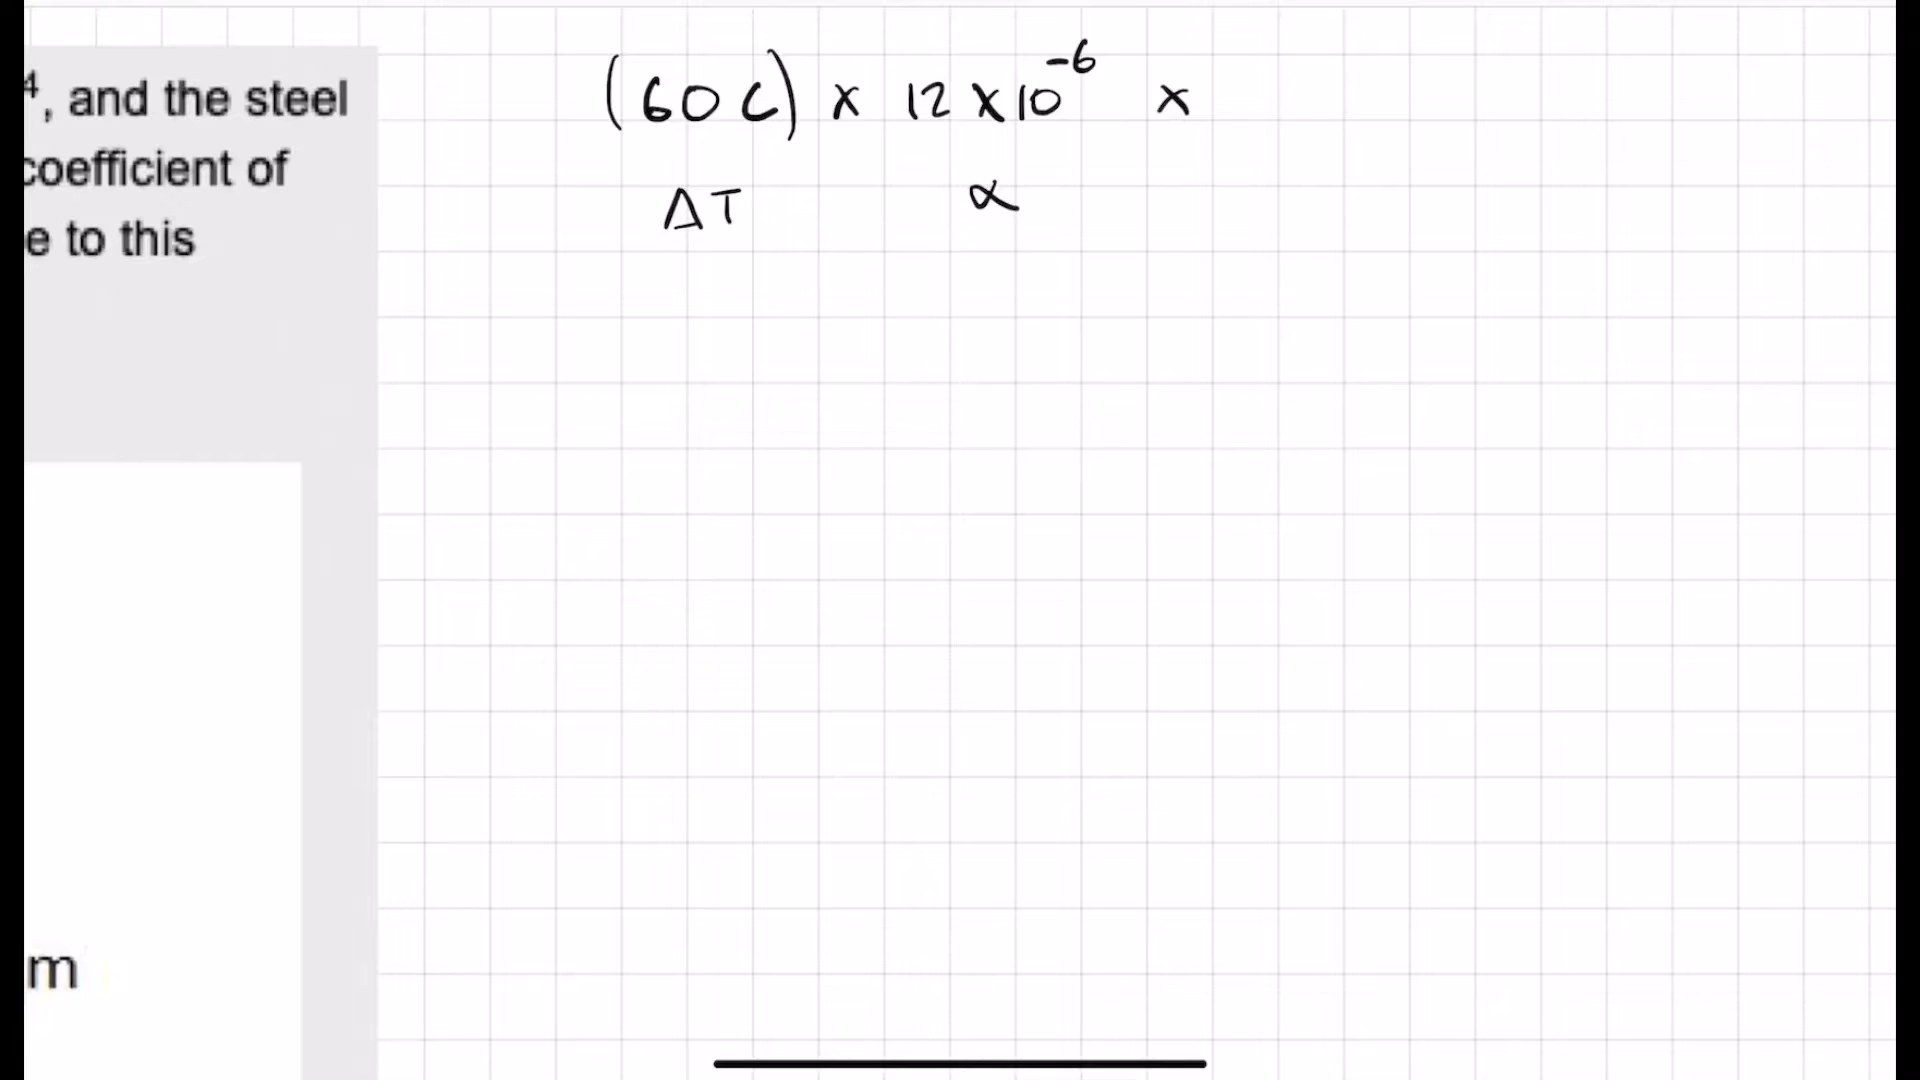 4, and the steel
coefficient of
e to this
m
(60 C) x 12 x 10^-6 x
ΔT α